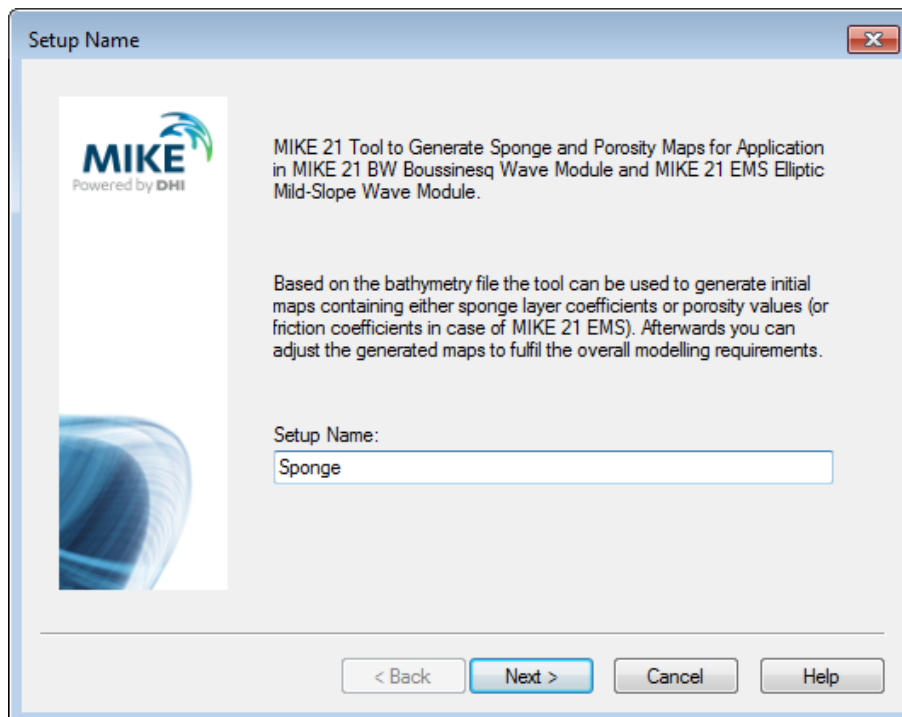 Setup Name
MIKE
Powered by DHI
MIKE 21 Tool to Generate Sponge and Porosity Maps for Application
in MIKE 21 BW Boussinesq Wave Module and MIKE 21 EMS Elliptic
Mild-Slope Wave Module.
Based on the bathymetry file the tool can be used to generate initial
maps containing either sponge layer coefficients or porosity values (or
friction coefficients in case of MIKE 21 EMS). Afterwards you can
adjust the generated maps to fulfil the overall modelling requirements.
Setup Name:
Sponge
< Back Next > Cancel Help